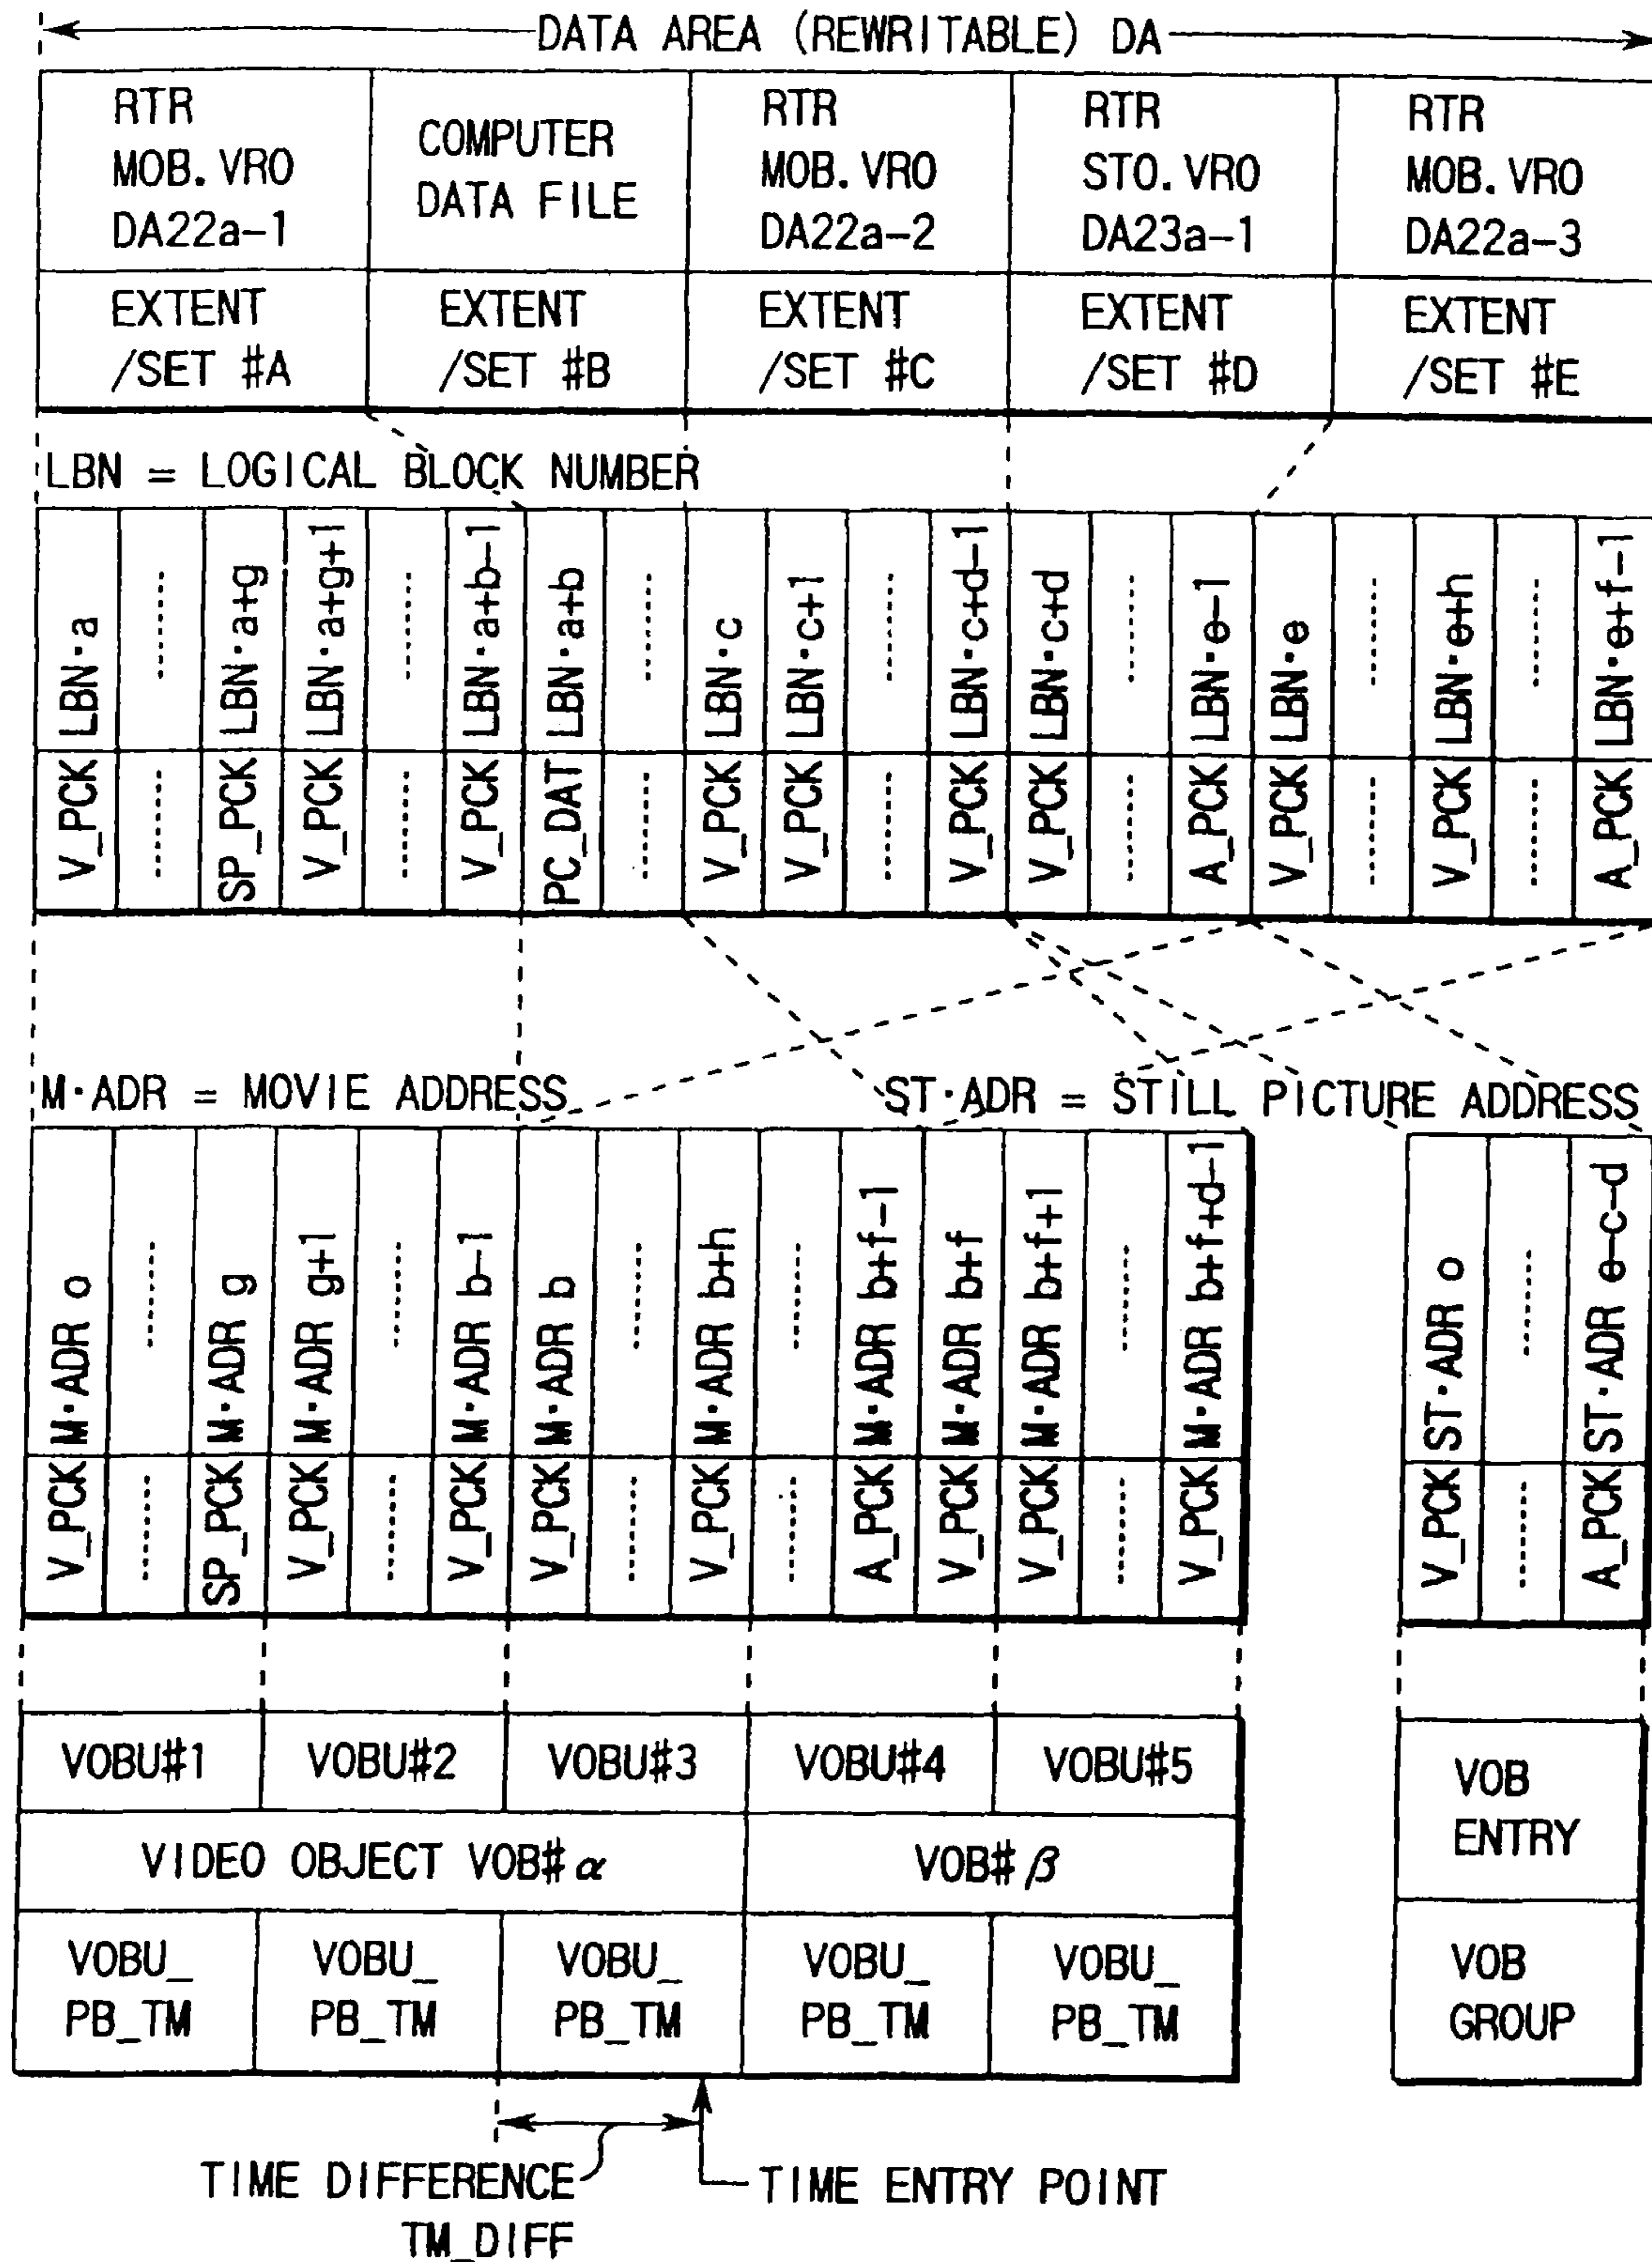 DATA AREA (REWRITABLE) DA
RTR
MOB. VRO
DA22a-1
COMPUTER
DATA FILE
RTR
MOB. VRO
DA22a-2
RTR
STO. VRO
DA23a-1
RTR
MOB. VRO
DA22a-3
EXTENT
/SET #A
EXTENT
/SET #B
EXTENT
/SET #C
EXTENT
/SET #D
EXTENT
/SET #E
LBN = LOGICAL BLOCK NUMBER
V_PCK LBN·a
SP_PCK LBN·a+g
V_PCK LBN·a+g+1
V_PCK LBN·a+b-1
PC_DAT LBN·a+b
V_PCK LBN·c
V_PCK LBN·c+1
V_PCK LBN·c+d-1
V_PCK LBN·c+d
A_PCK LBN·e-1
V_PCK LBN·e
V_PCK LBN·e+h
A_PCK LBN·e+f-1
M·ADR = MOVIE ADDRESS
ST·ADR = STILL PICTURE ADDRESS
V_PCK M·ADR o
SP_PCK M·ADR g
V_PCK M·ADR g+1
V_PCK M·ADR b-1
V_PCK M·ADR b
V_PCK M·ADR b+h
A_PCK M·ADR b+f-1
V_PCK M·ADR b+f
V_PCK M·ADR b+f+1
V_PCK M·ADR b+f+d-1
V_PCK ST·ADR o
A_PCK ST·ADR e-c-d
VOBU#1
VOBU#2
VOBU#3
VOBU#4
VOBU#5
VIDEO OBJECT VOB#α
VOB#β
VOB
ENTRY
VOBU_
PB_TM
VOBU_
PB_TM
VOBU_
PB_TM
VOBU_
PB_TM
VOBU_
PB_TM
VOB
GROUP
TIME DIFFERENCE
TM_DIFF
TIME ENTRY POINT